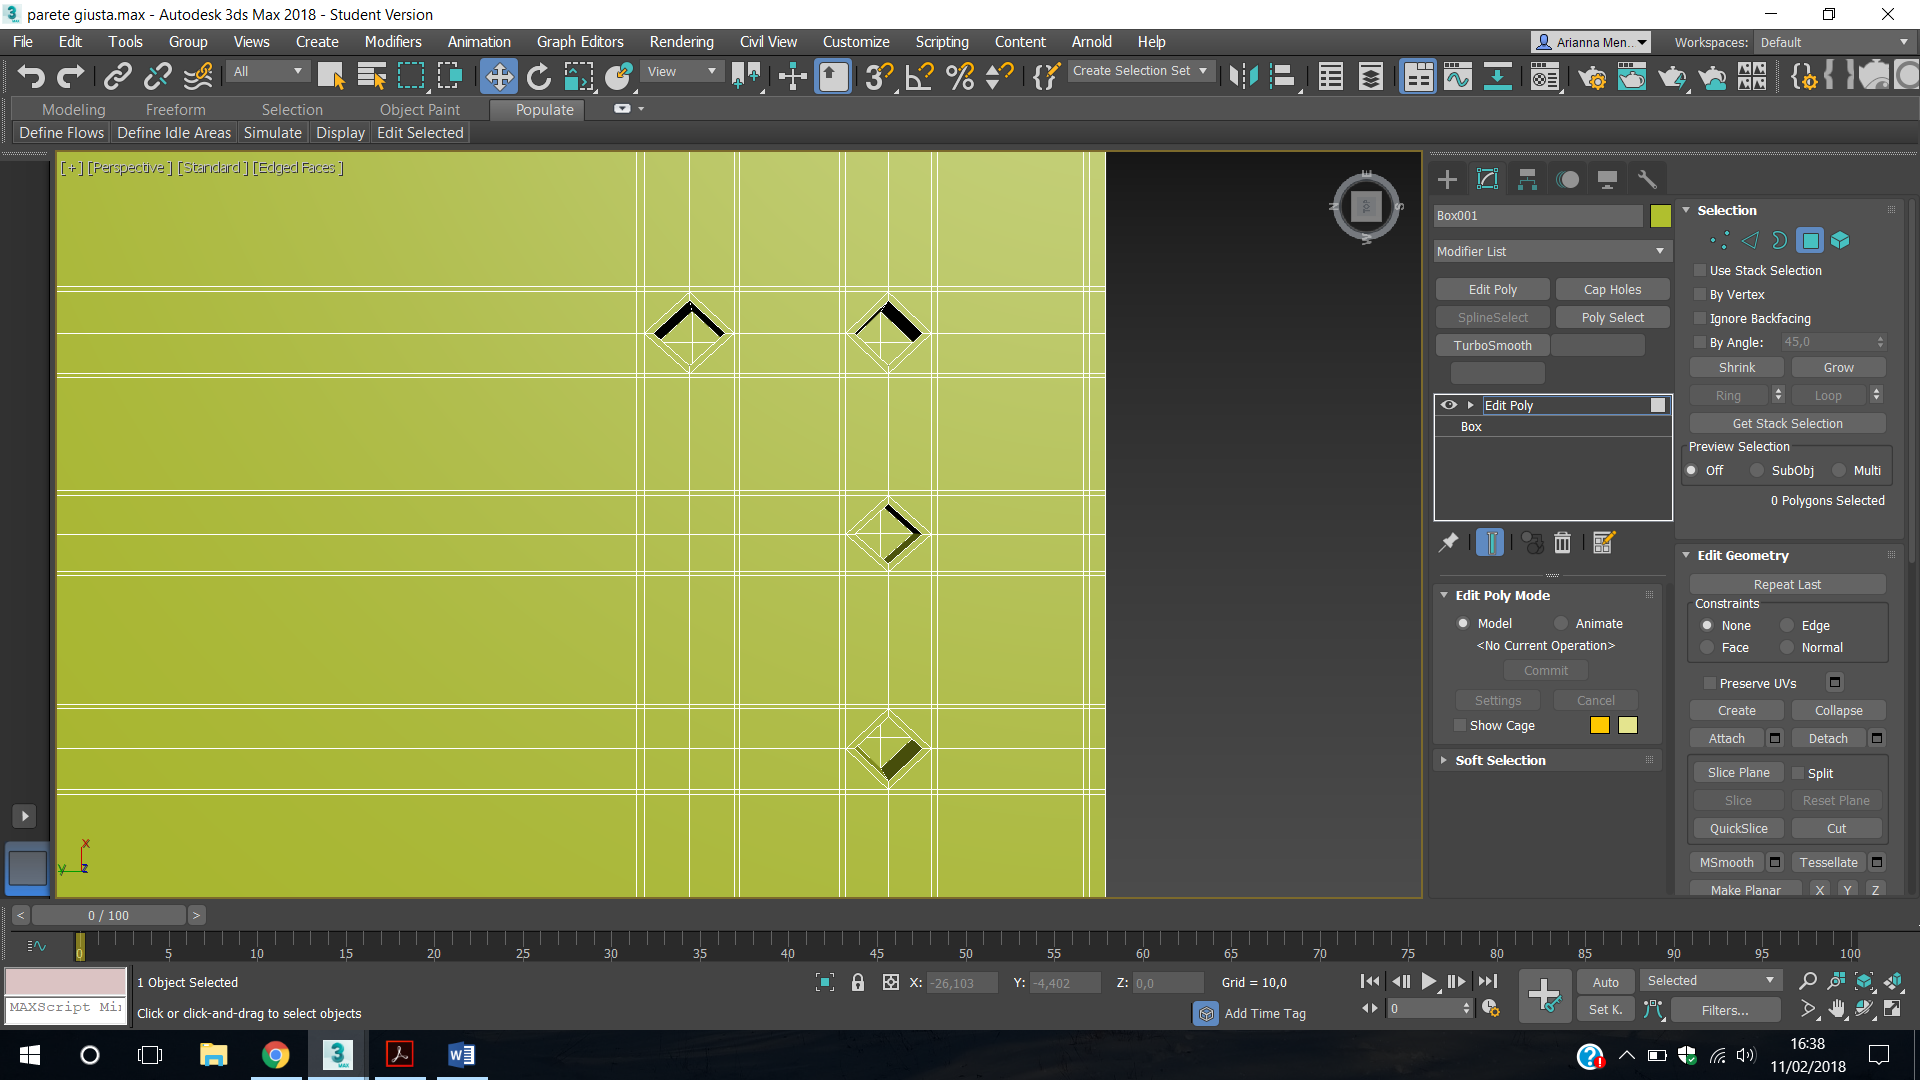 parete giusta.max - Autodesk 3ds Max 2018 - Student Version
File Edit Tools Group Views Create Modifiers Animation Graph Editors Rendering Civil View Customize Scripting Content Arnold Help
Arianna Men... Workspaces: Default
All View Create Selection Set
Modeling Freeform Selection Object Paint Populate
Define Flows Define Idle Areas Simulate Display Edit Selected
[ + ] [Perspective ] [Standard ] [Edged Faces ]
E
N TOP S
W
x
y z
Box001
Modifier List
Edit Poly Cap Holes
SplineSelect Poly Select
TurboSmooth
Edit Poly
Box
Edit Poly Mode
Model Animate
<No Current Operation>
Commit
Settings Cancel
Show Cage
Soft Selection
Selection
Use Stack Selection
By Vertex
Ignore Backfacing
By Angle: 45,0
Shrink Grow
Ring Loop
Get Stack Selection
Preview Selection
Off SubObj Multi
0 Polygons Selected
Edit Geometry
Repeat Last
Constraints
None Edge
Face Normal
Preserve UVs
Create Collapse
Attach Detach
Slice Plane Split
Slice Reset Plane
QuickSlice Cut
MSmooth Tessellate
Make Planar X Y Z
< 0 / 100 >
0 5 10 15 20 25 30 35 40 45 50 55 60 65 70 75 80 85 90 95 100
1 Object Selected X: -26,103 Y: -4,402 Z: 0,0 Grid = 10,0 Auto Selected
MAXScript Mi
Click or click-and-drag to select objects Add Time Tag 0 Set K. Filters...
16:38
11/02/2018